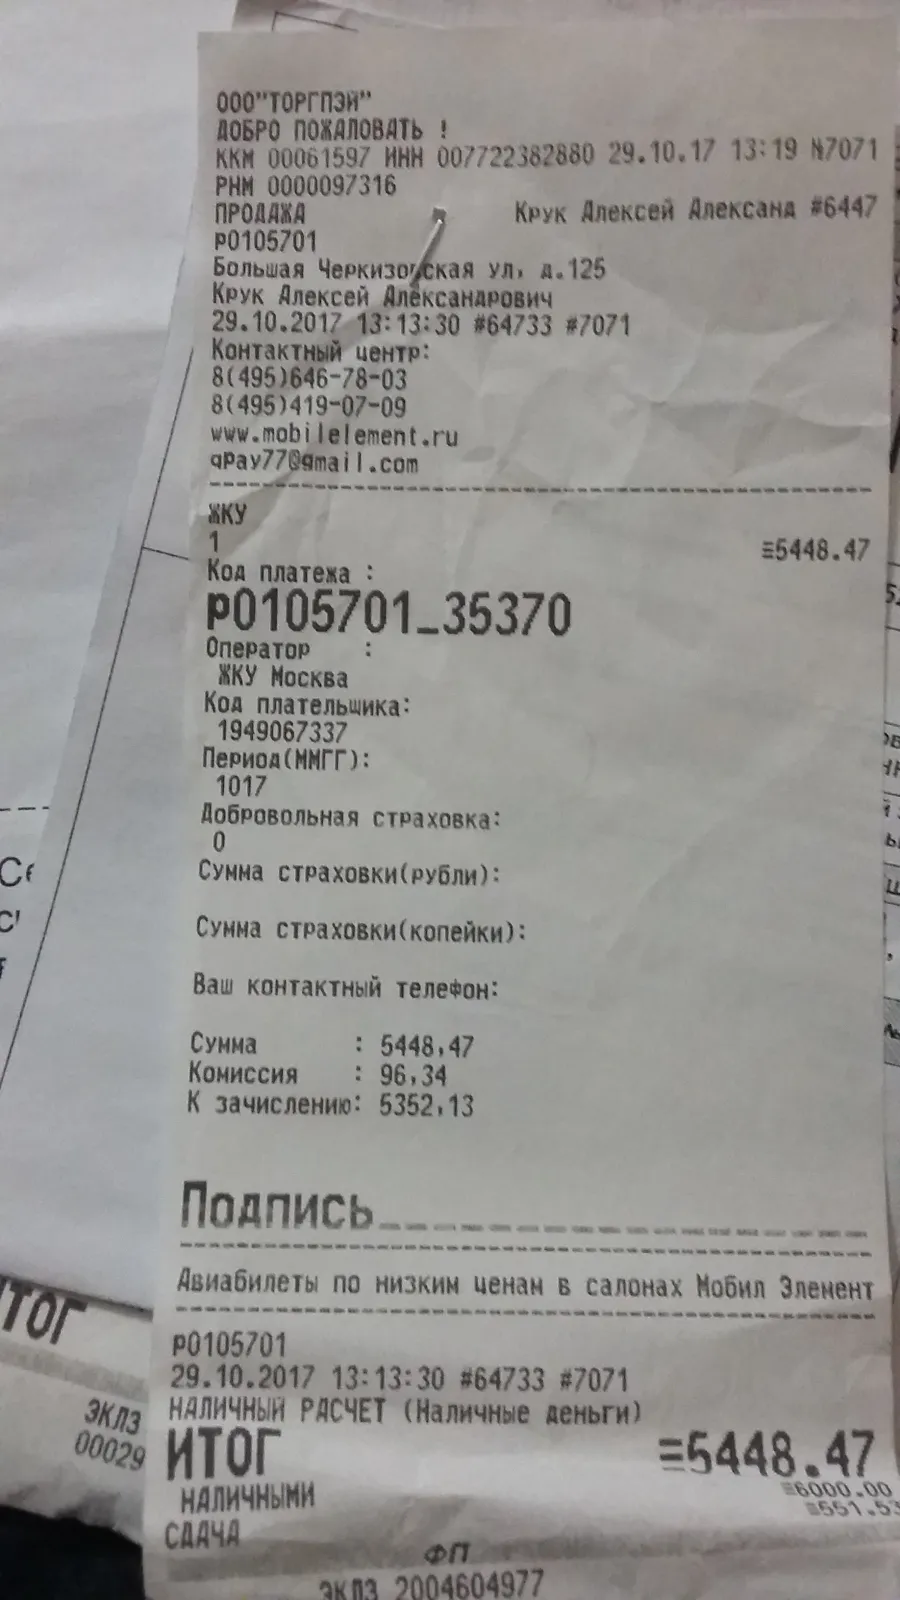 ООО"ТОРГПЭЙ"
ДОБРО ПОЖАЛОВАТЬ !
ККМ 00061597 ИНН 007722382880 29.10.17 13:19 №7071
РНМ 0000097316
ПРОДАЖА Крук Алексей Александ #6447
P0105701
Большая Черкизовская ул, д.125
Крук Алексей Александрович
29.10.2017 13:13:30 #64733 #7071
Контактный центр:
8(495)646-78-03
8(495)419-07-09
www.mobilelement.ru
qpay77@gmail.com
ЖКУ
1 ≡5448.47
Код платежа :
P0105701_35370
Оператор :
ЖКУ Москва
Код плательщика:
1949067337
Период(ММГГ):
1017
Добровольная страховка:
0
Сумма страховки(рубли):
Сумма страховки(копейки):
Ваш контактный телефон:
Сумма : 5448,47
Комиссия : 96,34
К зачислению: 5352,13
Подпись
Авиабилеты по низким ценам в салонах Мобил Элемент
P0105701
29.10.2017 13:13:30 #64733 #7071
НАЛИЧНЫЙ РАСЧЕТ (Наличные деньги)
ИТОГ ≡5448.47
НАЛИЧНЫМИ ≡6000.00
СДАЧА ≡551.53
ФП
ЭКЛЗ 2004604977
ИТОГ
ЭКЛЗ
00029